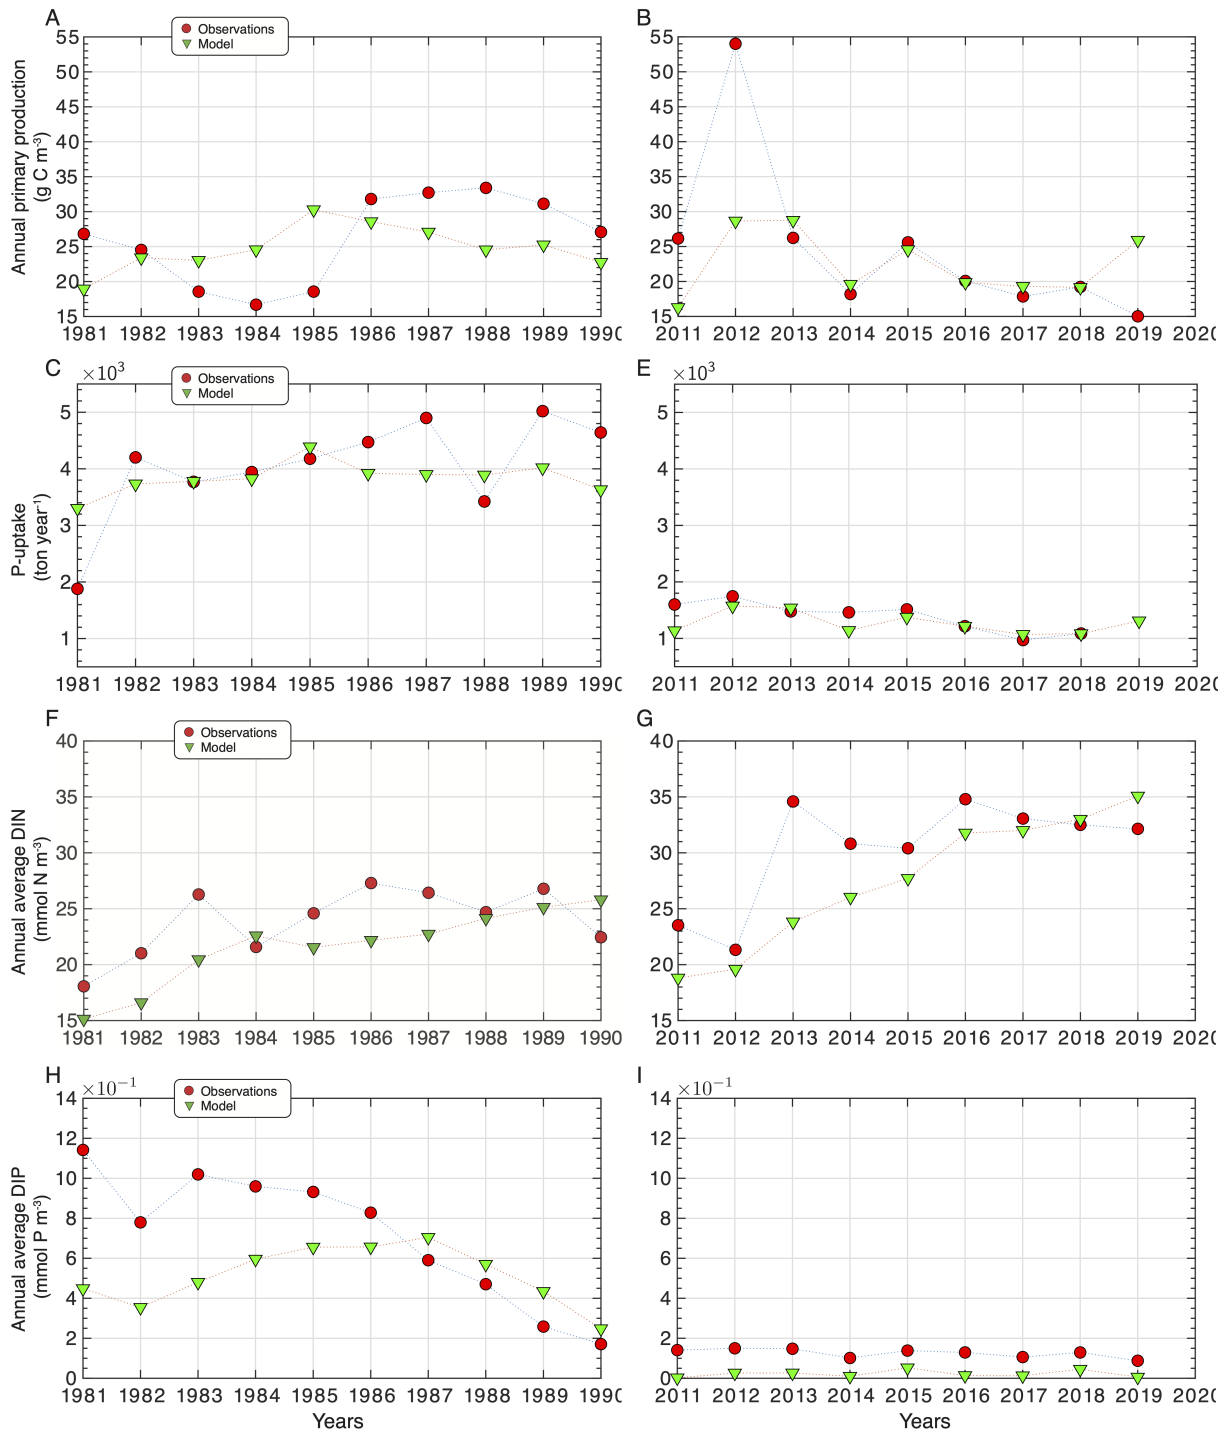 A
Observations
Model
55
50
45
40
35
30
25
20
15
Annual primary production
(g C m-3)
1981 1982 1983 1984 1985 1986 1987 1988 1989 1990
B
55
50
45
40
35
30
25
20
15
2011 2012 2013 2014 2015 2016 2017 2018 2019 2020
C
×10³
Observations
Model
5
4
3
2
1
P-uptake
(ton year-1)
1981 1982 1983 1984 1985 1986 1987 1988 1989 1990
E
×10³
5
4
3
2
1
2011 2012 2013 2014 2015 2016 2017 2018 2019 2020
F
Observations
Model
40
35
30
25
20
15
Annual average DIN
(mmol N m-3)
1981 1982 1983 1984 1985 1986 1987 1988 1989 1990
G
40
35
30
25
20
15
2011 2012 2013 2014 2015 2016 2017 2018 2019 2020
H
×10⁻¹
Observations
Model
14
12
10
8
6
4
2
0
Annual average DIP
(mmol P m-3)
1981 1982 1983 1984 1985 1986 1987 1988 1989 1990
Years
I
×10⁻¹
14
12
10
8
6
4
2
0
2011 2012 2013 2014 2015 2016 2017 2018 2019 2020
Years